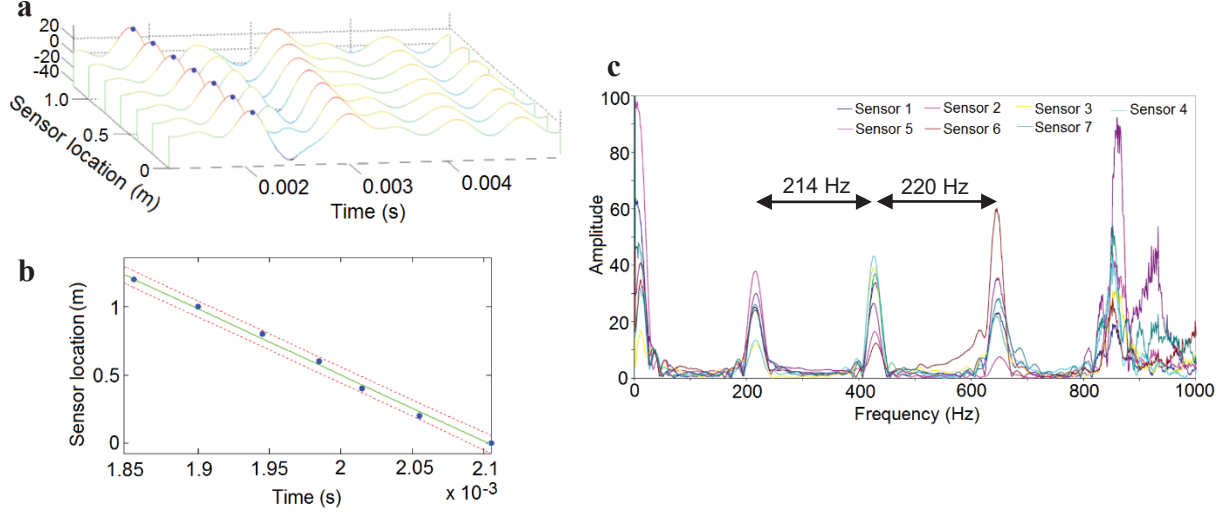 a
20
0
-20
-40
1.0
0.5
0
Sensor location (m)
0.002
0.003
0.004
Time (s)
b
Sensor location (m)
1
0.5
0
1.85
1.9
1.95
2
2.05
2.1
x 10⁻³
Time (s)
c
Amplitude
100
80
60
40
20
0
Sensor 1
Sensor 2
Sensor 3
Sensor 4
Sensor 5
Sensor 6
Sensor 7
214 Hz
220 Hz
0
200
400
600
800
1000
Frequency (Hz)